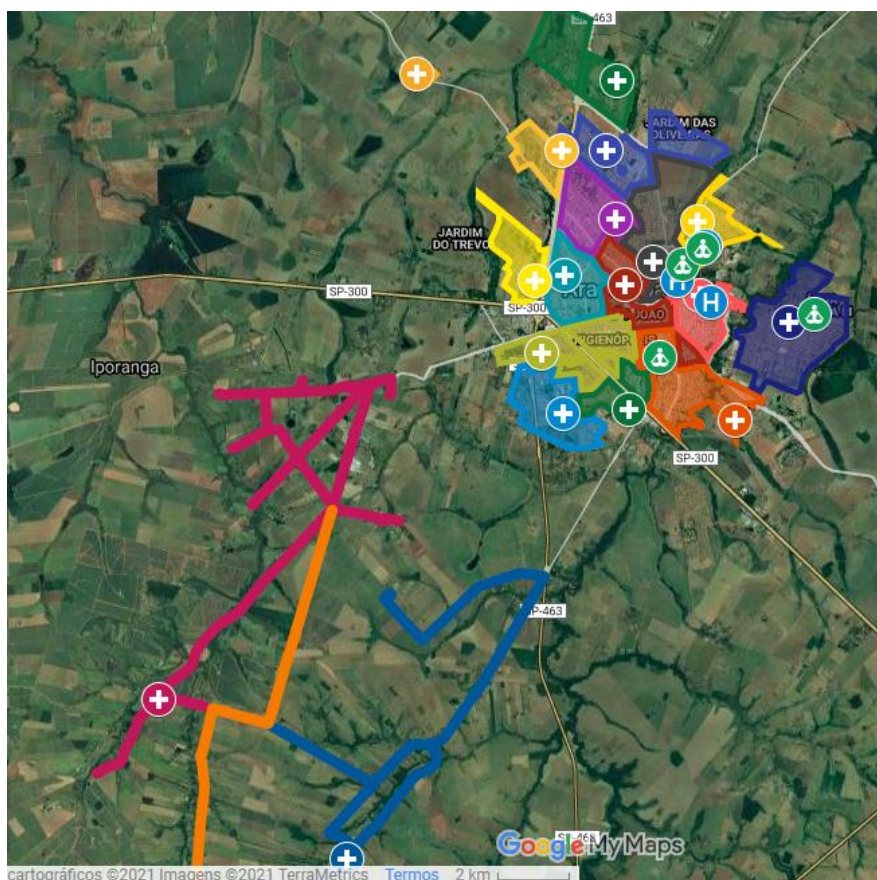 SP-463
JARDIM DAS
OLIVEIRAS
JARDIM
DO TREVO
SP-300
SP-300
Ara
JOÃO
HIGIENÓP
Iporanga
SP-300
SP-463
Google My Maps
cartográficos ©2021 Imagens ©2021 TerraMetrics Termos 2 km